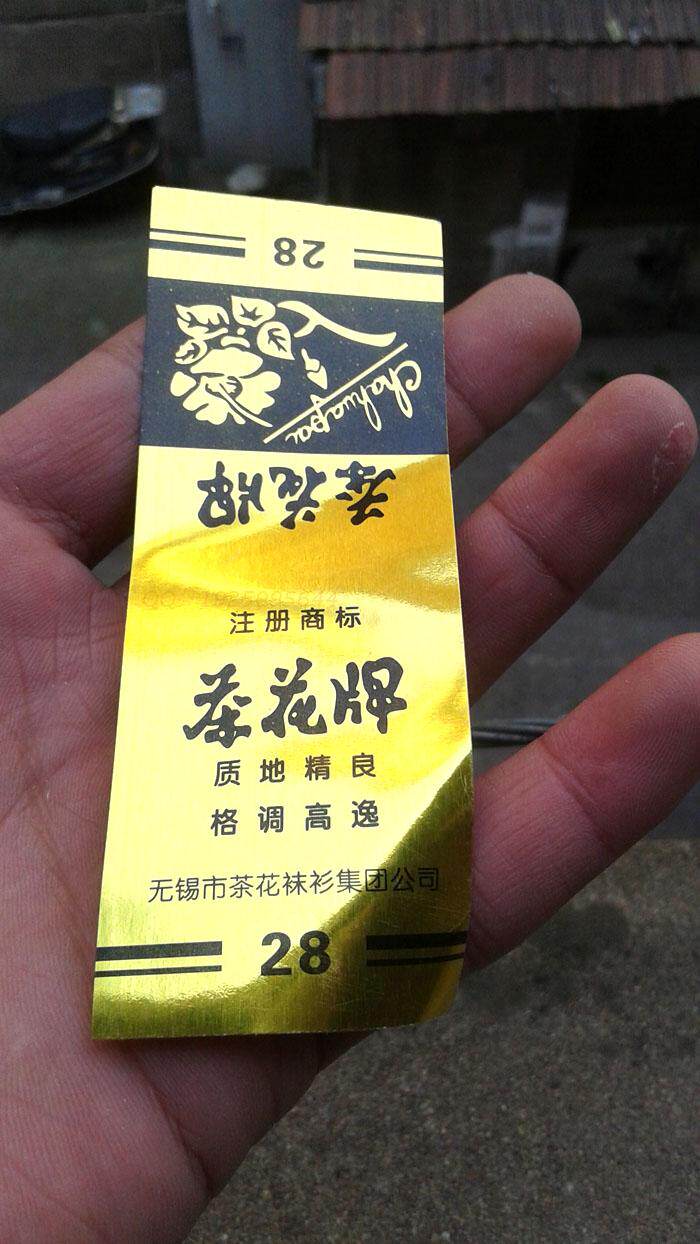 28
Chahuapai
茶花牌
注册商标
茶花牌
质地精良
格调高逸
无锡市茶花袜衫集团公司
28